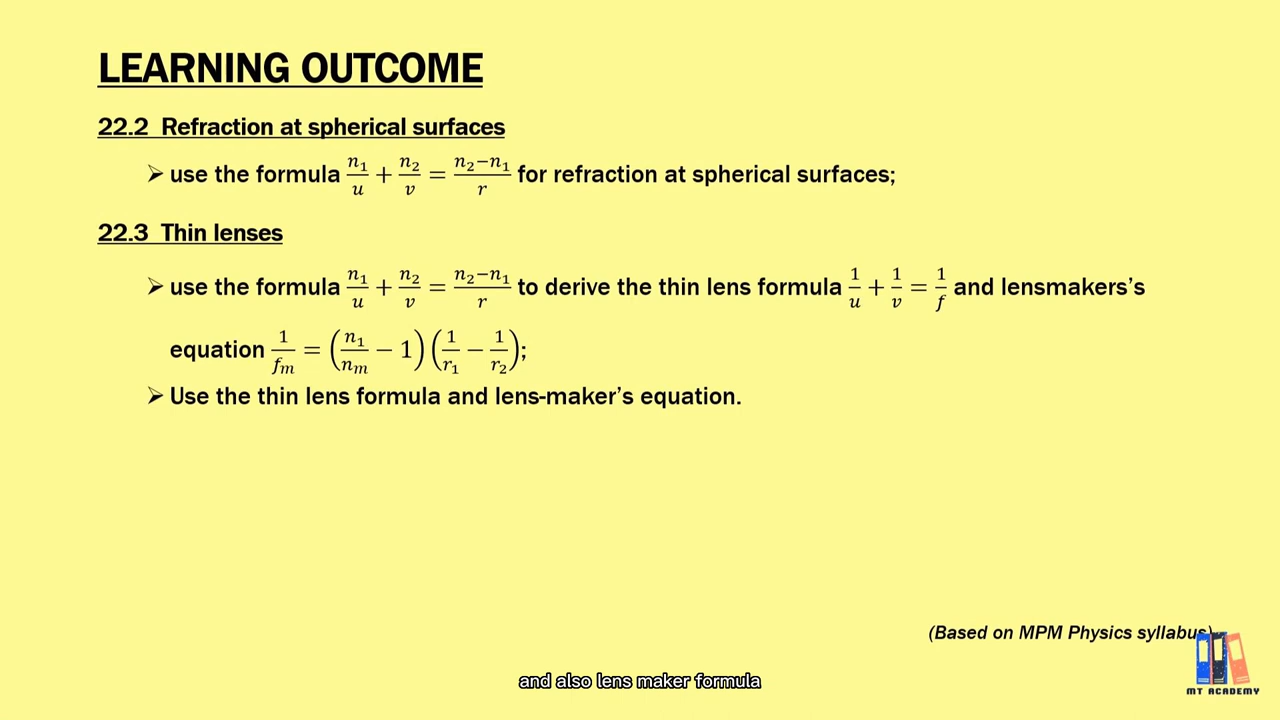 LEARNING OUTCOME
22.2 Refraction at spherical surfaces
➢ use the formula n₁/u + n₂/v = (n₂−n₁)/r for refraction at spherical surfaces;
22.3 Thin lenses
➢ use the formula n₁/u + n₂/v = (n₂−n₁)/r to derive the thin lens formula 1/u + 1/v = 1/f and lensmakers's
equation 1/fₘ = (n₁/nₘ − 1)(1/r₁ − 1/r₂);
➢ Use the thin lens formula and lens-maker's equation.
(Based on MPM Physics syllabus)
MT ACADEMY
and also lens maker formula